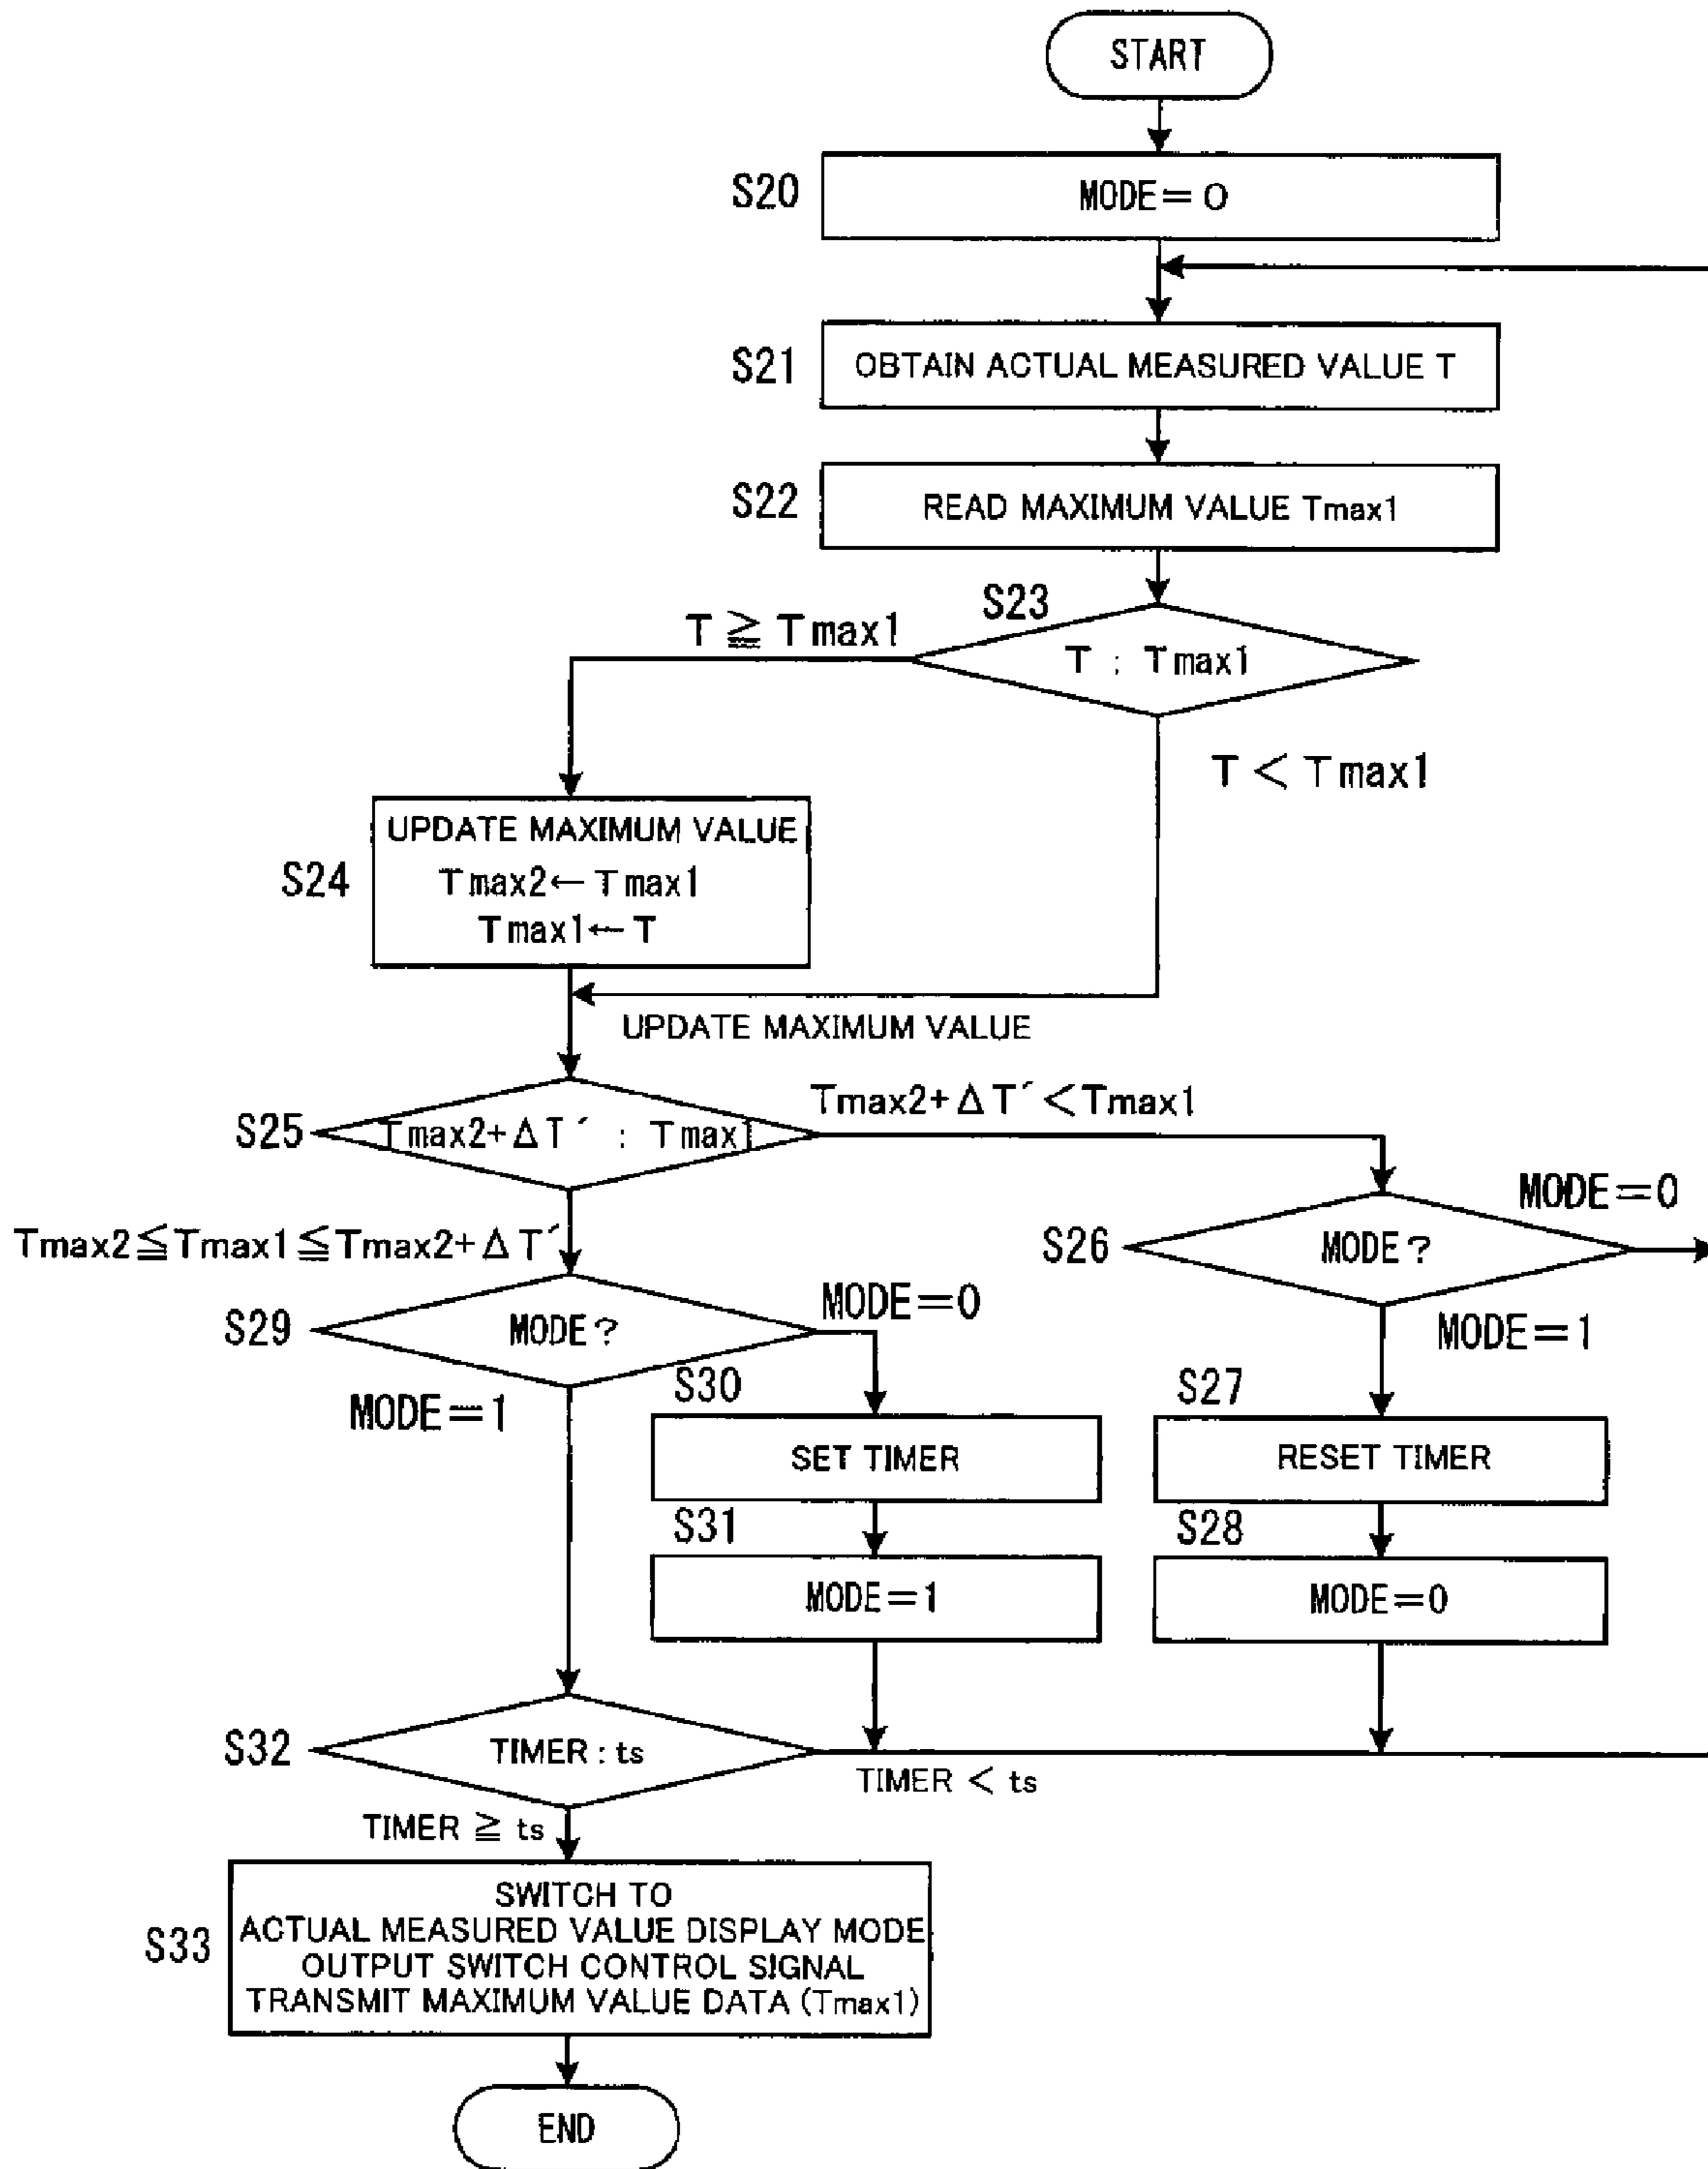 START
S20
MODE=0
S21
OBTAIN ACTUAL MEASURED VALUE T
S22
READ MAXIMUM VALUE Tmax1
S23
T ≧ Tmax1
T : Tmax1
T < Tmax1
S24
UPDATE MAXIMUM VALUE
Tmax2←Tmax1
Tmax1←T
UPDATE MAXIMUM VALUE
S25
Tmax2+ΔT´ : Tmax1
Tmax2+ΔT´<Tmax1
Tmax2≦Tmax1≦Tmax2+ΔT´
S26
MODE?
MODE=0
MODE=1
S29
MODE?
MODE=0
MODE=1
S30
SET TIMER
S27
RESET TIMER
S31
MODE=1
S28
MODE=0
S32
TIMER:ts
TIMER < ts
TIMER ≧ ts
S33
SWITCH TO
ACTUAL MEASURED VALUE DISPLAY MODE
OUTPUT SWITCH CONTROL SIGNAL
TRANSMIT MAXIMUM VALUE DATA (Tmax1)
END